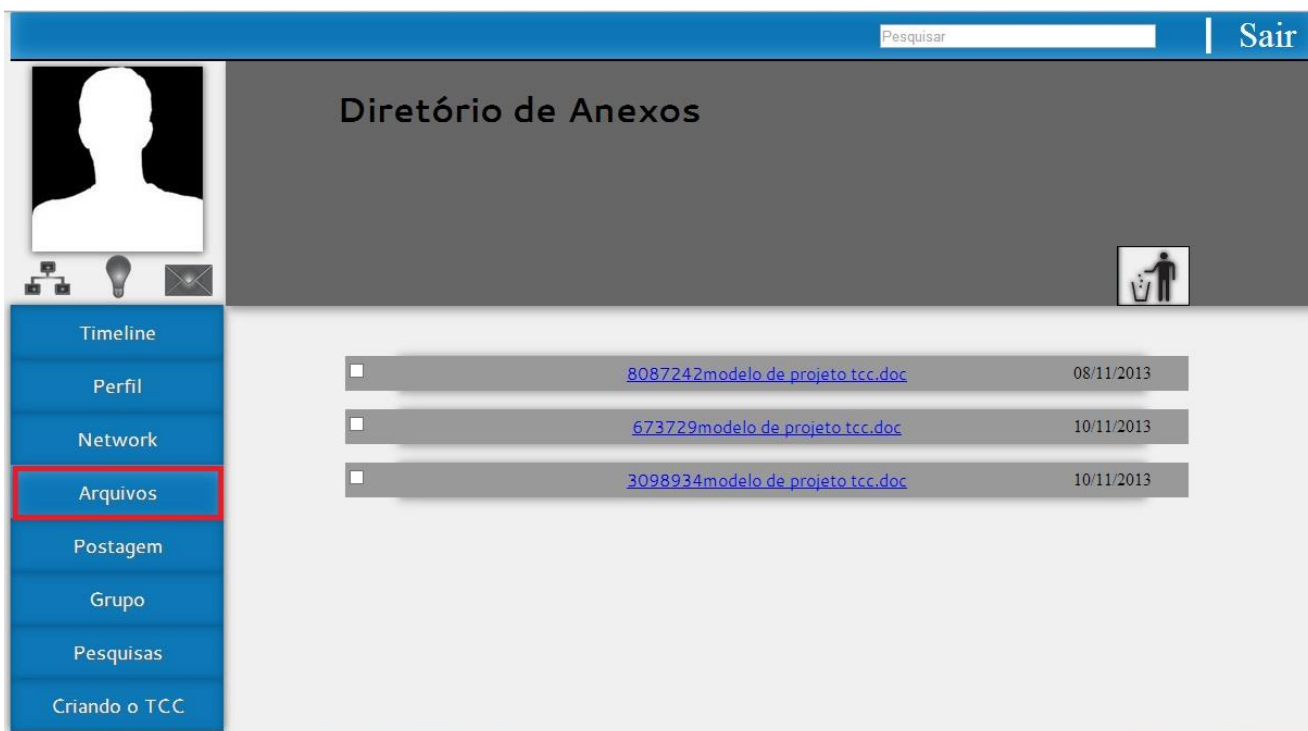 Pesquisar
Sair
Diretório de Anexos
Timeline
Perfil
Network
Arquivos
Postagem
Grupo
Pesquisas
Criando o TCC
8087242modelo de projeto tcc.doc 08/11/2013
673729modelo de projeto tcc.doc 10/11/2013
3098934modelo de projeto tcc.doc 10/11/2013